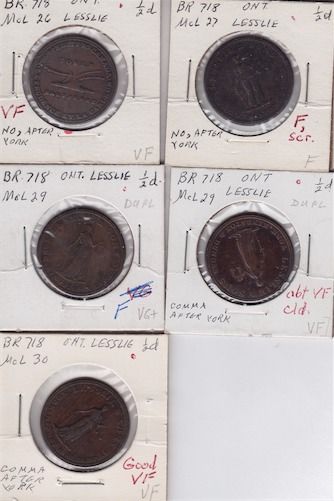 BR. 718 ONT. ½d
McL 26 LESSLIE
VF
NO, AFTER
YORK
VF
BR 718 ONT ½d
McL 27 LESSLIE
F,
scr.
NO, AFTER
YORK
F
BR 718 ONT. LESSLIE ½d.
McL 29
DUPL
VG
F
VG+
BR 718 ONT ½d
McL 29 LESSLIE
DUPL
abt VF
cld.
COMMA
AFTER YORK
VF
BR 718 ONT. LESSLIE ½d
McL 30
COMMA
AFTER
YORK
Good
VF
VF